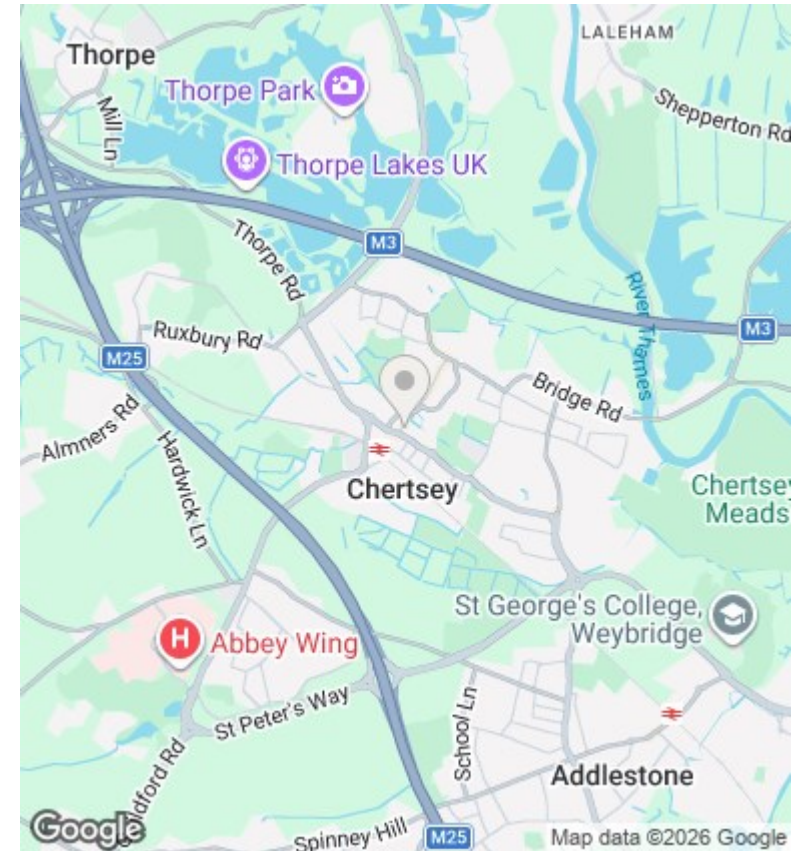 LALEHAM
Thorpe
Thorpe Park
Mill Ln
Shepperton Rd
Thorpe Lakes UK
Thorpe Rd
M3
River Thames
M3
Ruxbury Rd
M25
Bridge Rd
Almners Rd
Hardwick Ln
Chertsey
Chertsey
Meads
St George's College,
Weybridge
H
Abbey Wing
St Peter's Way
School Ln
Addlestone
Google
Spinney Hill
M25
Map data ©2026 Google